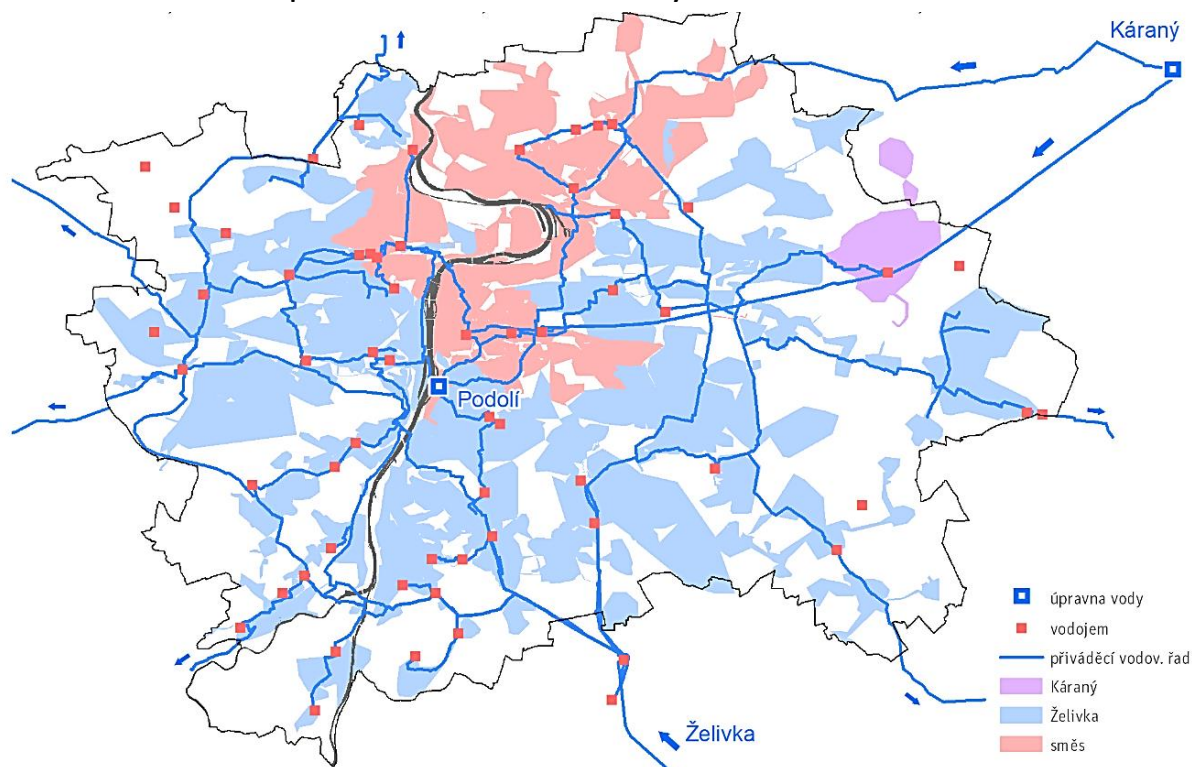 Káraný
Podolí
Želivka
úpravna vody
vodojem
přiváděcí vodov. řad
Káraný
Želivka
směs